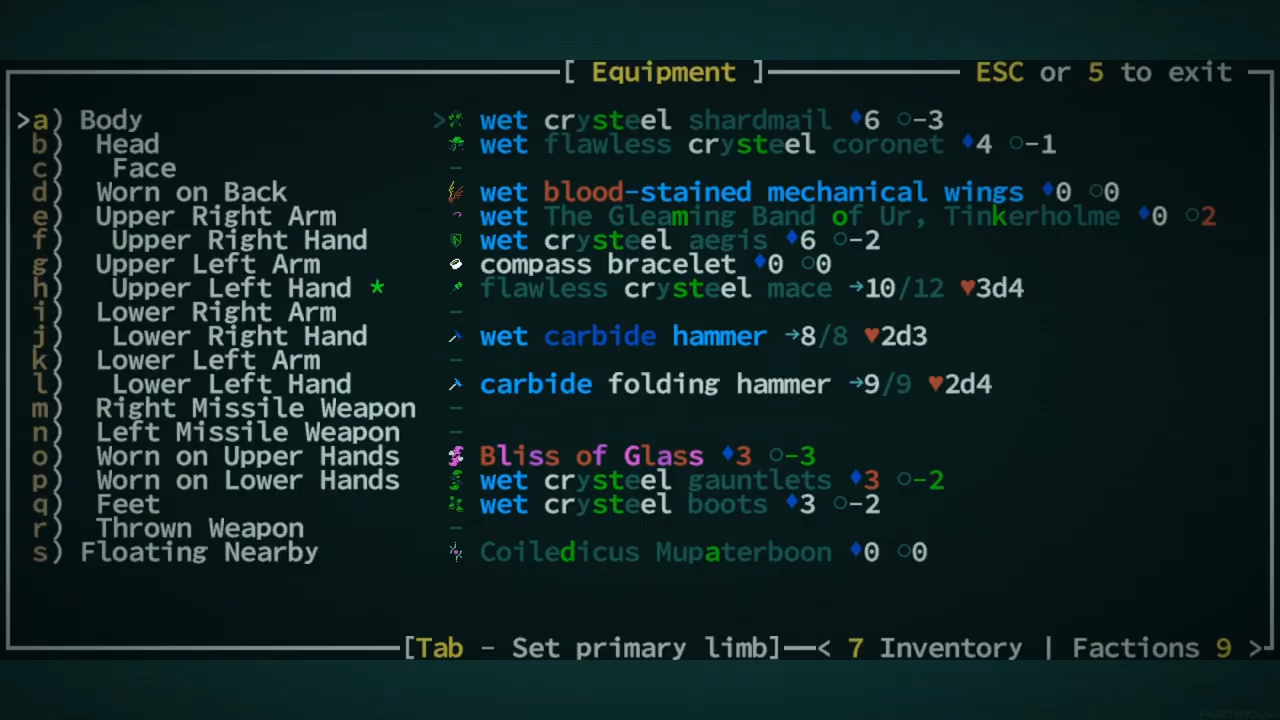 [ Equipment ] ESC or 5 to exit
>a) Body > wet crysteel shardmail ♦6 ○-3
b) Head wet flawless crysteel coronet ♦4 ○-1
c) Face –
d) Worn on Back wet blood-stained mechanical wings ♦0 ○0
e) Upper Right Arm wet The Gleaming Band of Ur, Tinkerholme ♦0 ○2
f) Upper Right Hand wet crysteel aegis ♦6 ○-2
g) Upper Left Arm compass bracelet ♦0 ○0
h) Upper Left Hand * flawless crysteel mace →10/12 ♥3d4
i) Lower Right Arm –
j) Lower Right Hand wet carbide hammer →8/8 ♥2d3
k) Lower Left Arm –
l) Lower Left Hand carbide folding hammer →9/9 ♥2d4
m) Right Missile Weapon –
n) Left Missile Weapon –
o) Worn on Upper Hands Bliss of Glass ♦3 ○-3
p) Worn on Lower Hands wet crysteel gauntlets ♦3 ○-2
q) Feet wet crysteel boots ♦3 ○-2
r) Thrown Weapon –
s) Floating Nearby Coiledicus Mupaterboon ♦0 ○0
[Tab - Set primary limb] < 7 Inventory | Factions 9 >